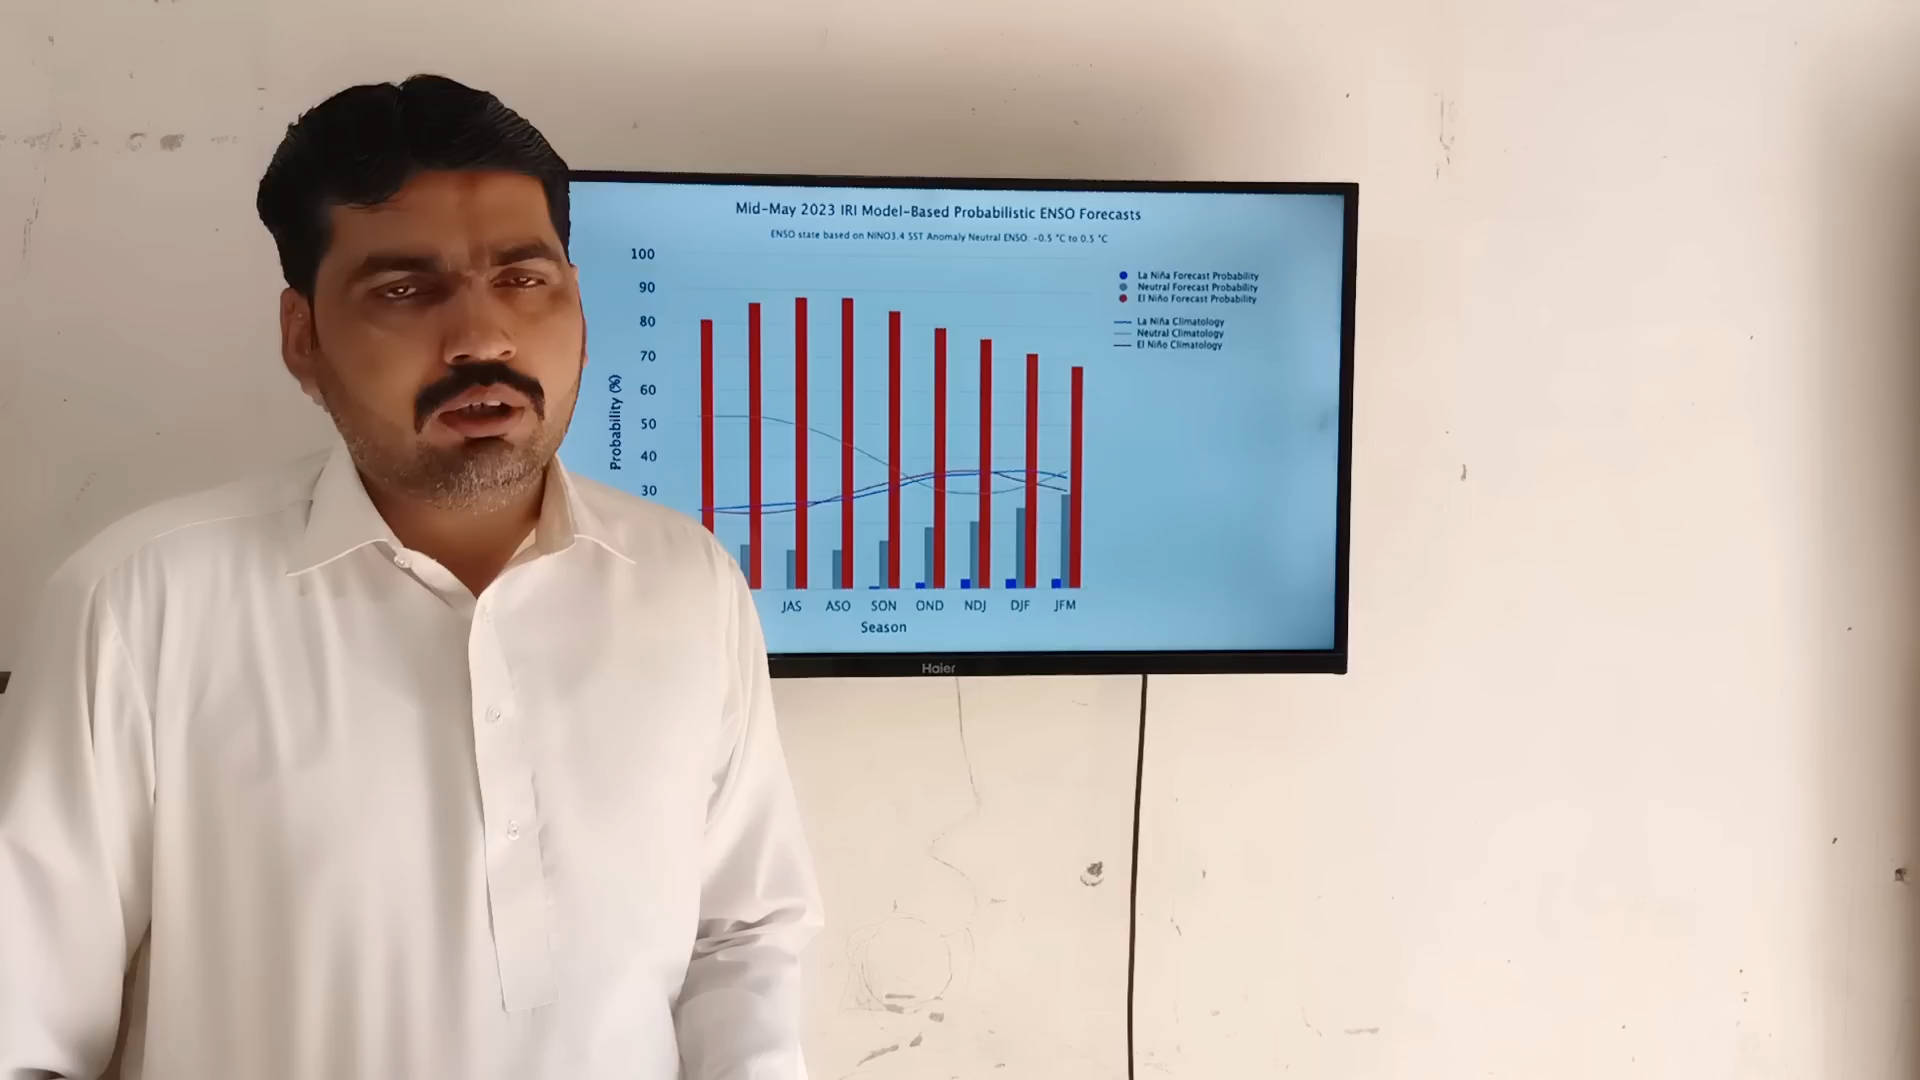 Mid-May 2023 IRI Model-Based Probabilistic ENSO Forecasts
ENSO state based on NINO3.4 SST Anomaly Neutral ENSO: -0.5 °C to 0.5 °C
100
90
80
70
60
50
40
30
Probability (%)
La Niña Forecast Probability
Neutral Forecast Probability
El Niño Forecast Probability
La Niña Climatology
Neutral Climatology
El Niño Climatology
JAS ASO SON OND NDJ DJF JFM
Season
Haier